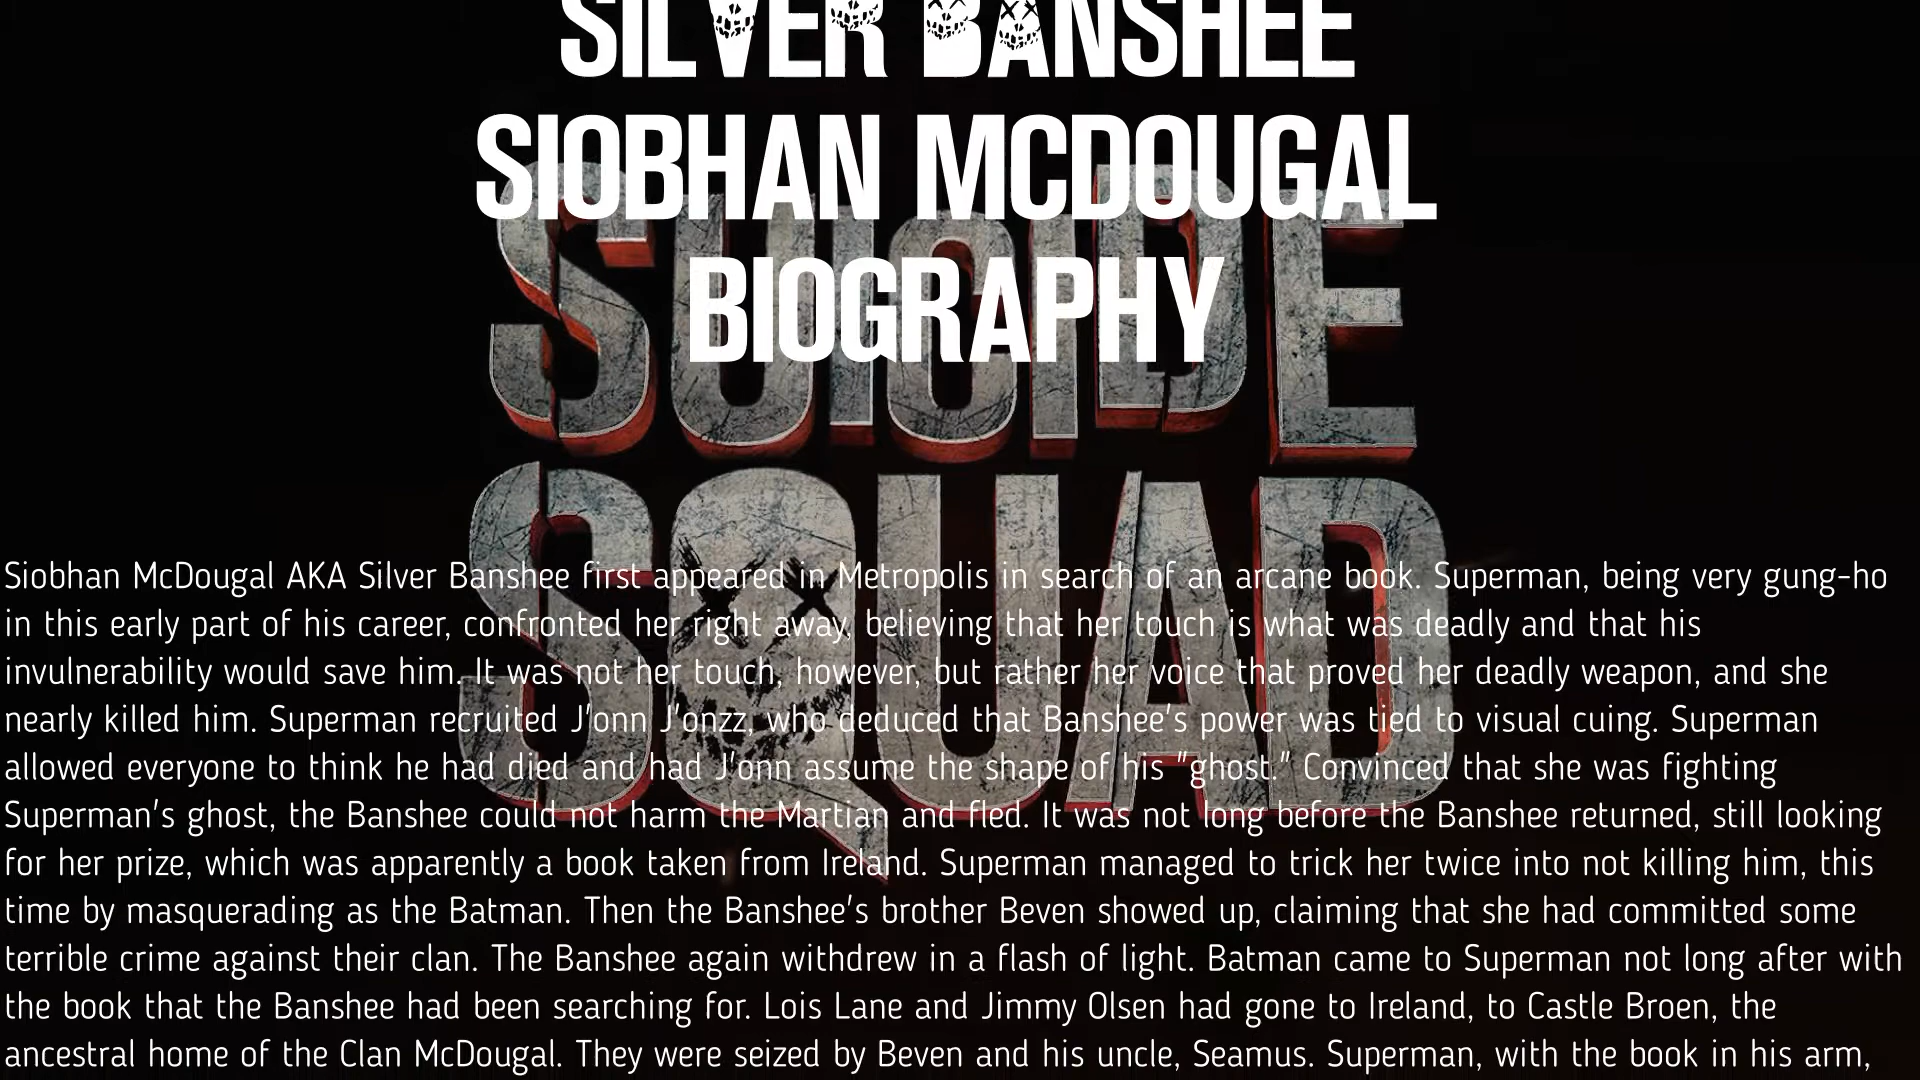 SILVER BANSHEE
SIOBHAN MCDOUGAL
BIOGRAPHY
SUICIDE
SQUAD
Siobhan McDougal AKA Silver Banshee first appeared in Metropolis in search of an arcane book. Superman, being very gung-ho
in this early part of his career, confronted her right away, believing that her touch is what was deadly and that his
invulnerability would save him. It was not her touch, however, but rather her voice that proved her deadly weapon, and she
nearly killed him. Superman recruited J'onn J'onzz, who deduced that Banshee's power was tied to visual cuing. Superman
allowed everyone to think he had died and had J'onn assume the shape of his "ghost." Convinced that she was fighting
Superman's ghost, the Banshee could not harm the Martian and fled. It was not long before the Banshee returned, still looking
for her prize, which was apparently a book taken from Ireland. Superman managed to trick her twice into not killing him, this
time by masquerading as the Batman. Then the Banshee's brother Beven showed up, claiming that she had committed some
terrible crime against their clan. The Banshee again withdrew in a flash of light. Batman came to Superman not long after with
the book that the Banshee had been searching for. Lois Lane and Jimmy Olsen had gone to Ireland, to Castle Broen, the
ancestral home of the Clan McDougal. They were seized by Beven and his uncle, Seamus. Superman, with the book in his arm,